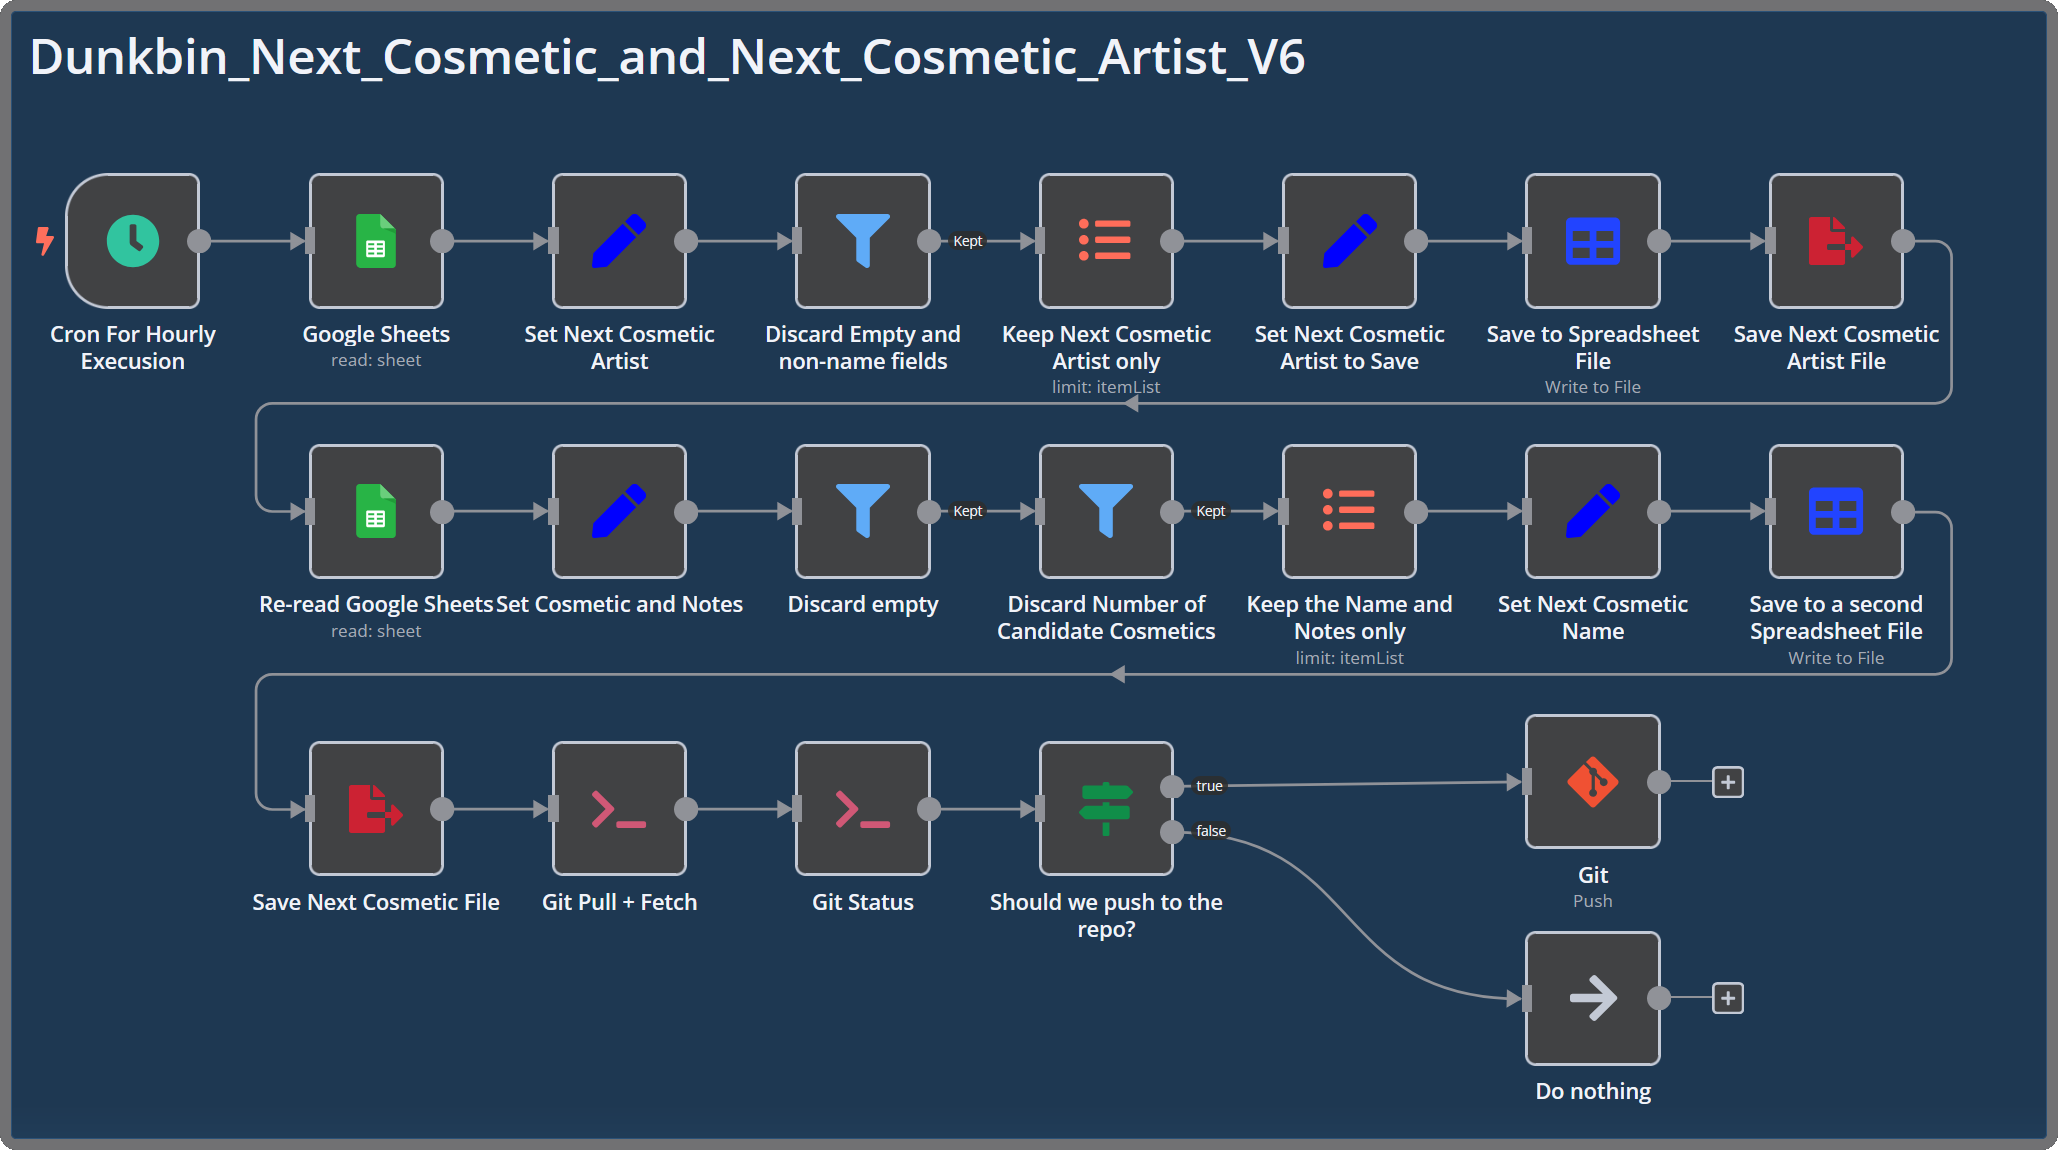 Dunkbin_Next_Cosmetic_and_Next_Cosmetic_Artist_V6
Cron For Hourly
Execusion
Google Sheets
read: sheet
Set Next Cosmetic
Artist
Discard Empty and
non-name fields
Kept
Keep Next Cosmetic
Artist only
limit: itemList
Set Next Cosmetic
Artist to Save
Save to Spreadsheet
File
Write to File
Save Next Cosmetic
Artist File
Re-read Google Sheets
read: sheet
Set Cosmetic and Notes
Discard empty
Kept
Discard Number of
Candidate Cosmetics
Kept
Keep the Name and
Notes only
limit: itemList
Set Next Cosmetic
Name
Save to a second
Spreadsheet File
Write to File
Save Next Cosmetic File
Git Pull + Fetch
Git Status
Should we push to the
repo?
true
false
Git
Push
Do nothing